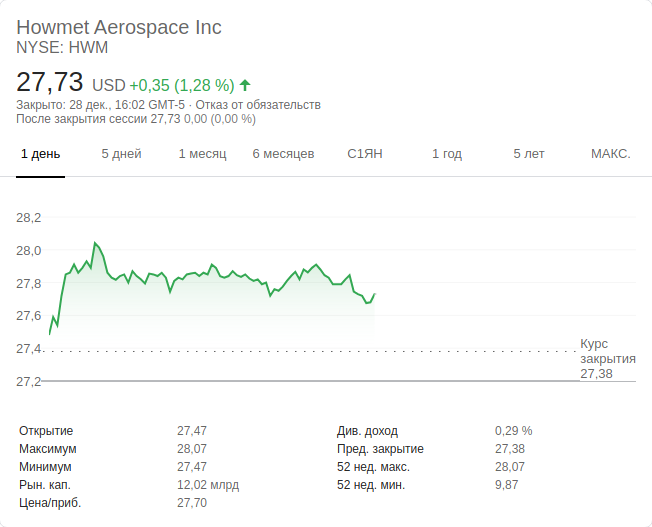 Howmet Aerospace Inc
NYSE: HWM
27,73 USD +0,35 (1,28 %)
Закрыто: 28 дек., 16:02 GMT-5 · Отказ от обязательств
После закрытия сессии 27,73 0,00 (0,00 %)
1 день 5 дней 1 месяц 6 месяцев С1ЯН 1 год 5 лет МАКС.
28,2
28,0
27,8
27,6
27,4
27,2
Курс
закрытия
27,38
Открытие 27,47 Див. доход 0,29 %
Максимум 28,07 Пред. закрытие 27,38
Минимум 27,47 52 нед. макс. 28,07
Рын. кап. 12,02 млрд 52 нед. мин. 9,87
Цена/приб. 27,70